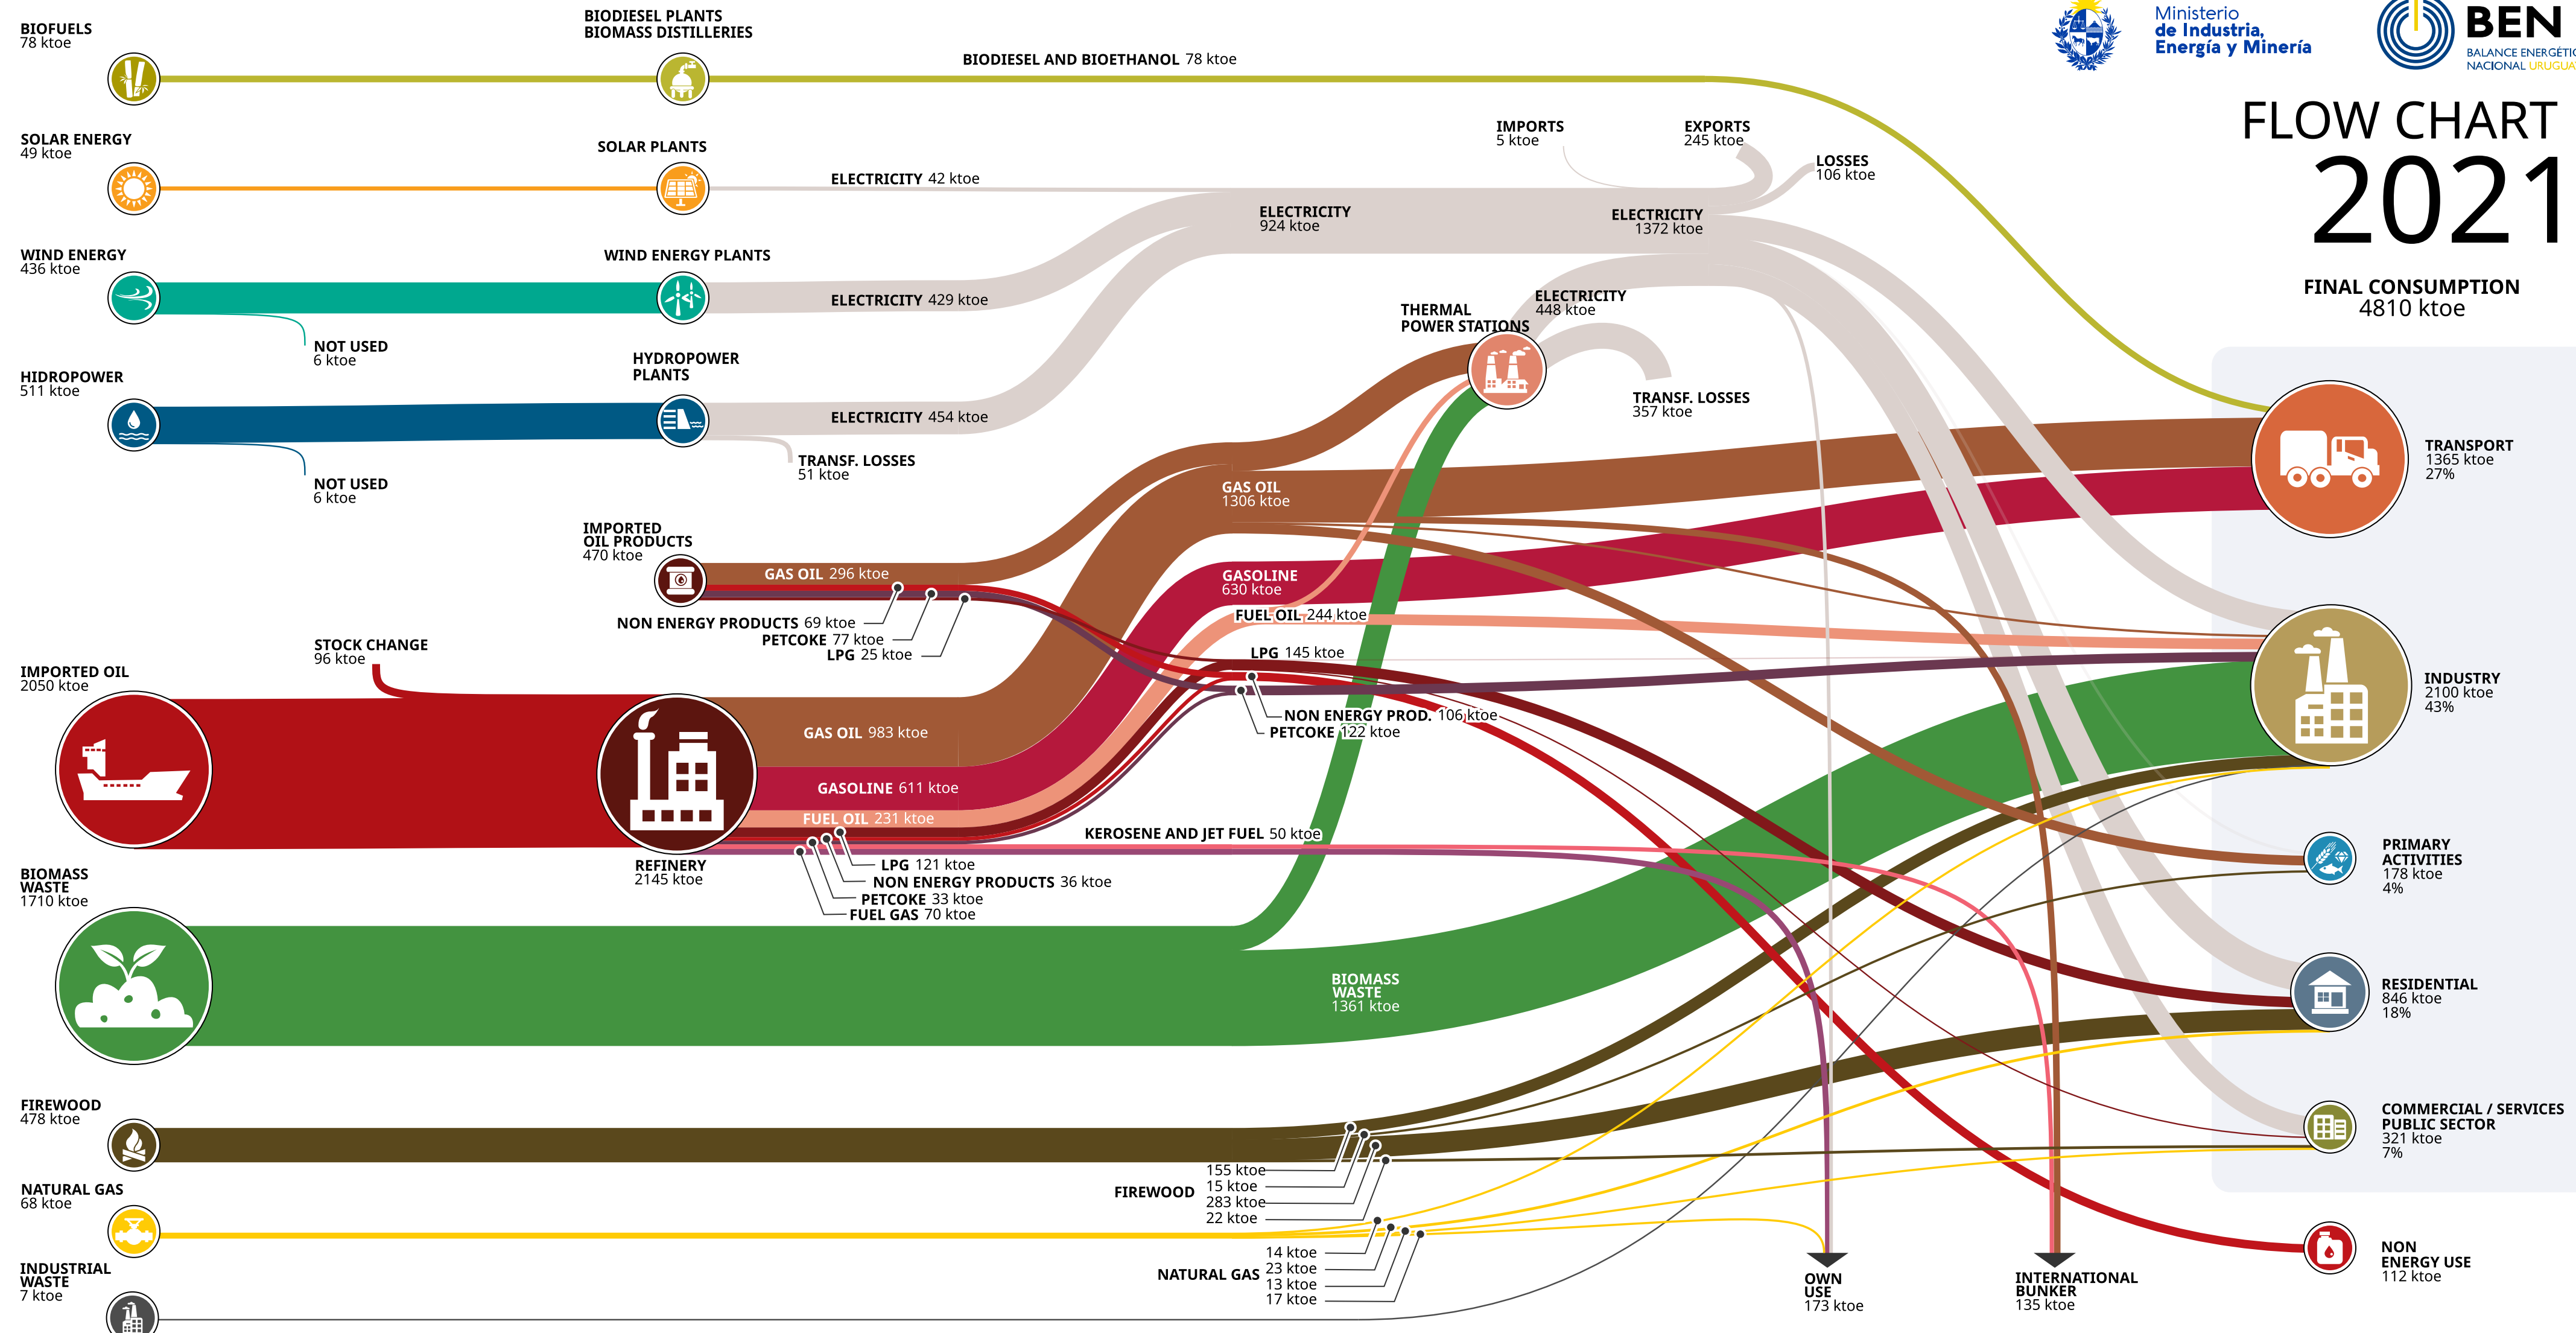 BIOFUELS
78 ktoe
BIODIESEL PLANTS
BIOMASS DISTILLERIES
BIODIESEL AND BIOETHANOL 78 ktoe
Ministerio
de Industria,
Energía y Minería
BEN
BALANCE ENERGÉTIC
NACIONAL URUGUA
FLOW CHART
2021
FINAL CONSUMPTION
4810 ktoe
SOLAR ENERGY
49 ktoe
SOLAR PLANTS
ELECTRICITY 42 ktoe
IMPORTS
5 ktoe
EXPORTS
245 ktoe
LOSSES
106 ktoe
ELECTRICITY
924 ktoe
ELECTRICITY
1372 ktoe
WIND ENERGY
436 ktoe
WIND ENERGY PLANTS
ELECTRICITY 429 ktoe
NOT USED
6 ktoe
THERMAL
POWER STATIONS
ELECTRICITY
448 ktoe
TRANSF. LOSSES
357 ktoe
HIDROPOWER
511 ktoe
HYDROPOWER
PLANTS
ELECTRICITY 454 ktoe
TRANSF. LOSSES
51 ktoe
NOT USED
6 ktoe
IMPORTED
OIL PRODUCTS
470 ktoe
GAS OIL 296 ktoe
NON ENERGY PRODUCTS 69 ktoe
PETCOKE 77 ktoe
LPG 25 ktoe
GAS OIL
1306 ktoe
GASOLINE
630 ktoe
FUEL OIL 244 ktoe
LPG 145 ktoe
NON ENERGY PROD. 106 ktoe
PETCOKE 122 ktoe
TRANSPORT
1365 ktoe
27%
STOCK CHANGE
96 ktoe
IMPORTED OIL
2050 ktoe
GAS OIL 983 ktoe
GASOLINE 611 ktoe
FUEL OIL 231 ktoe
REFINERY
2145 ktoe
LPG 121 ktoe
NON ENERGY PRODUCTS 36 ktoe
PETCOKE 33 ktoe
FUEL GAS 70 ktoe
KEROSENE AND JET FUEL 50 ktoe
INDUSTRY
2100 ktoe
43%
BIOMASS
WASTE
1710 ktoe
BIOMASS
WASTE
1361 ktoe
PRIMARY
ACTIVITIES
178 ktoe
4%
RESIDENTIAL
846 ktoe
18%
FIREWOOD
478 ktoe
FIREWOOD
155 ktoe
15 ktoe
283 ktoe
22 ktoe
COMMERCIAL / SERVICES
PUBLIC SECTOR
321 ktoe
7%
NATURAL GAS
68 ktoe
NATURAL GAS
14 ktoe
23 ktoe
13 ktoe
17 ktoe
INDUSTRIAL
WASTE
7 ktoe
OWN
USE
173 ktoe
INTERNATIONAL
BUNKER
135 ktoe
NON
ENERGY USE
112 ktoe